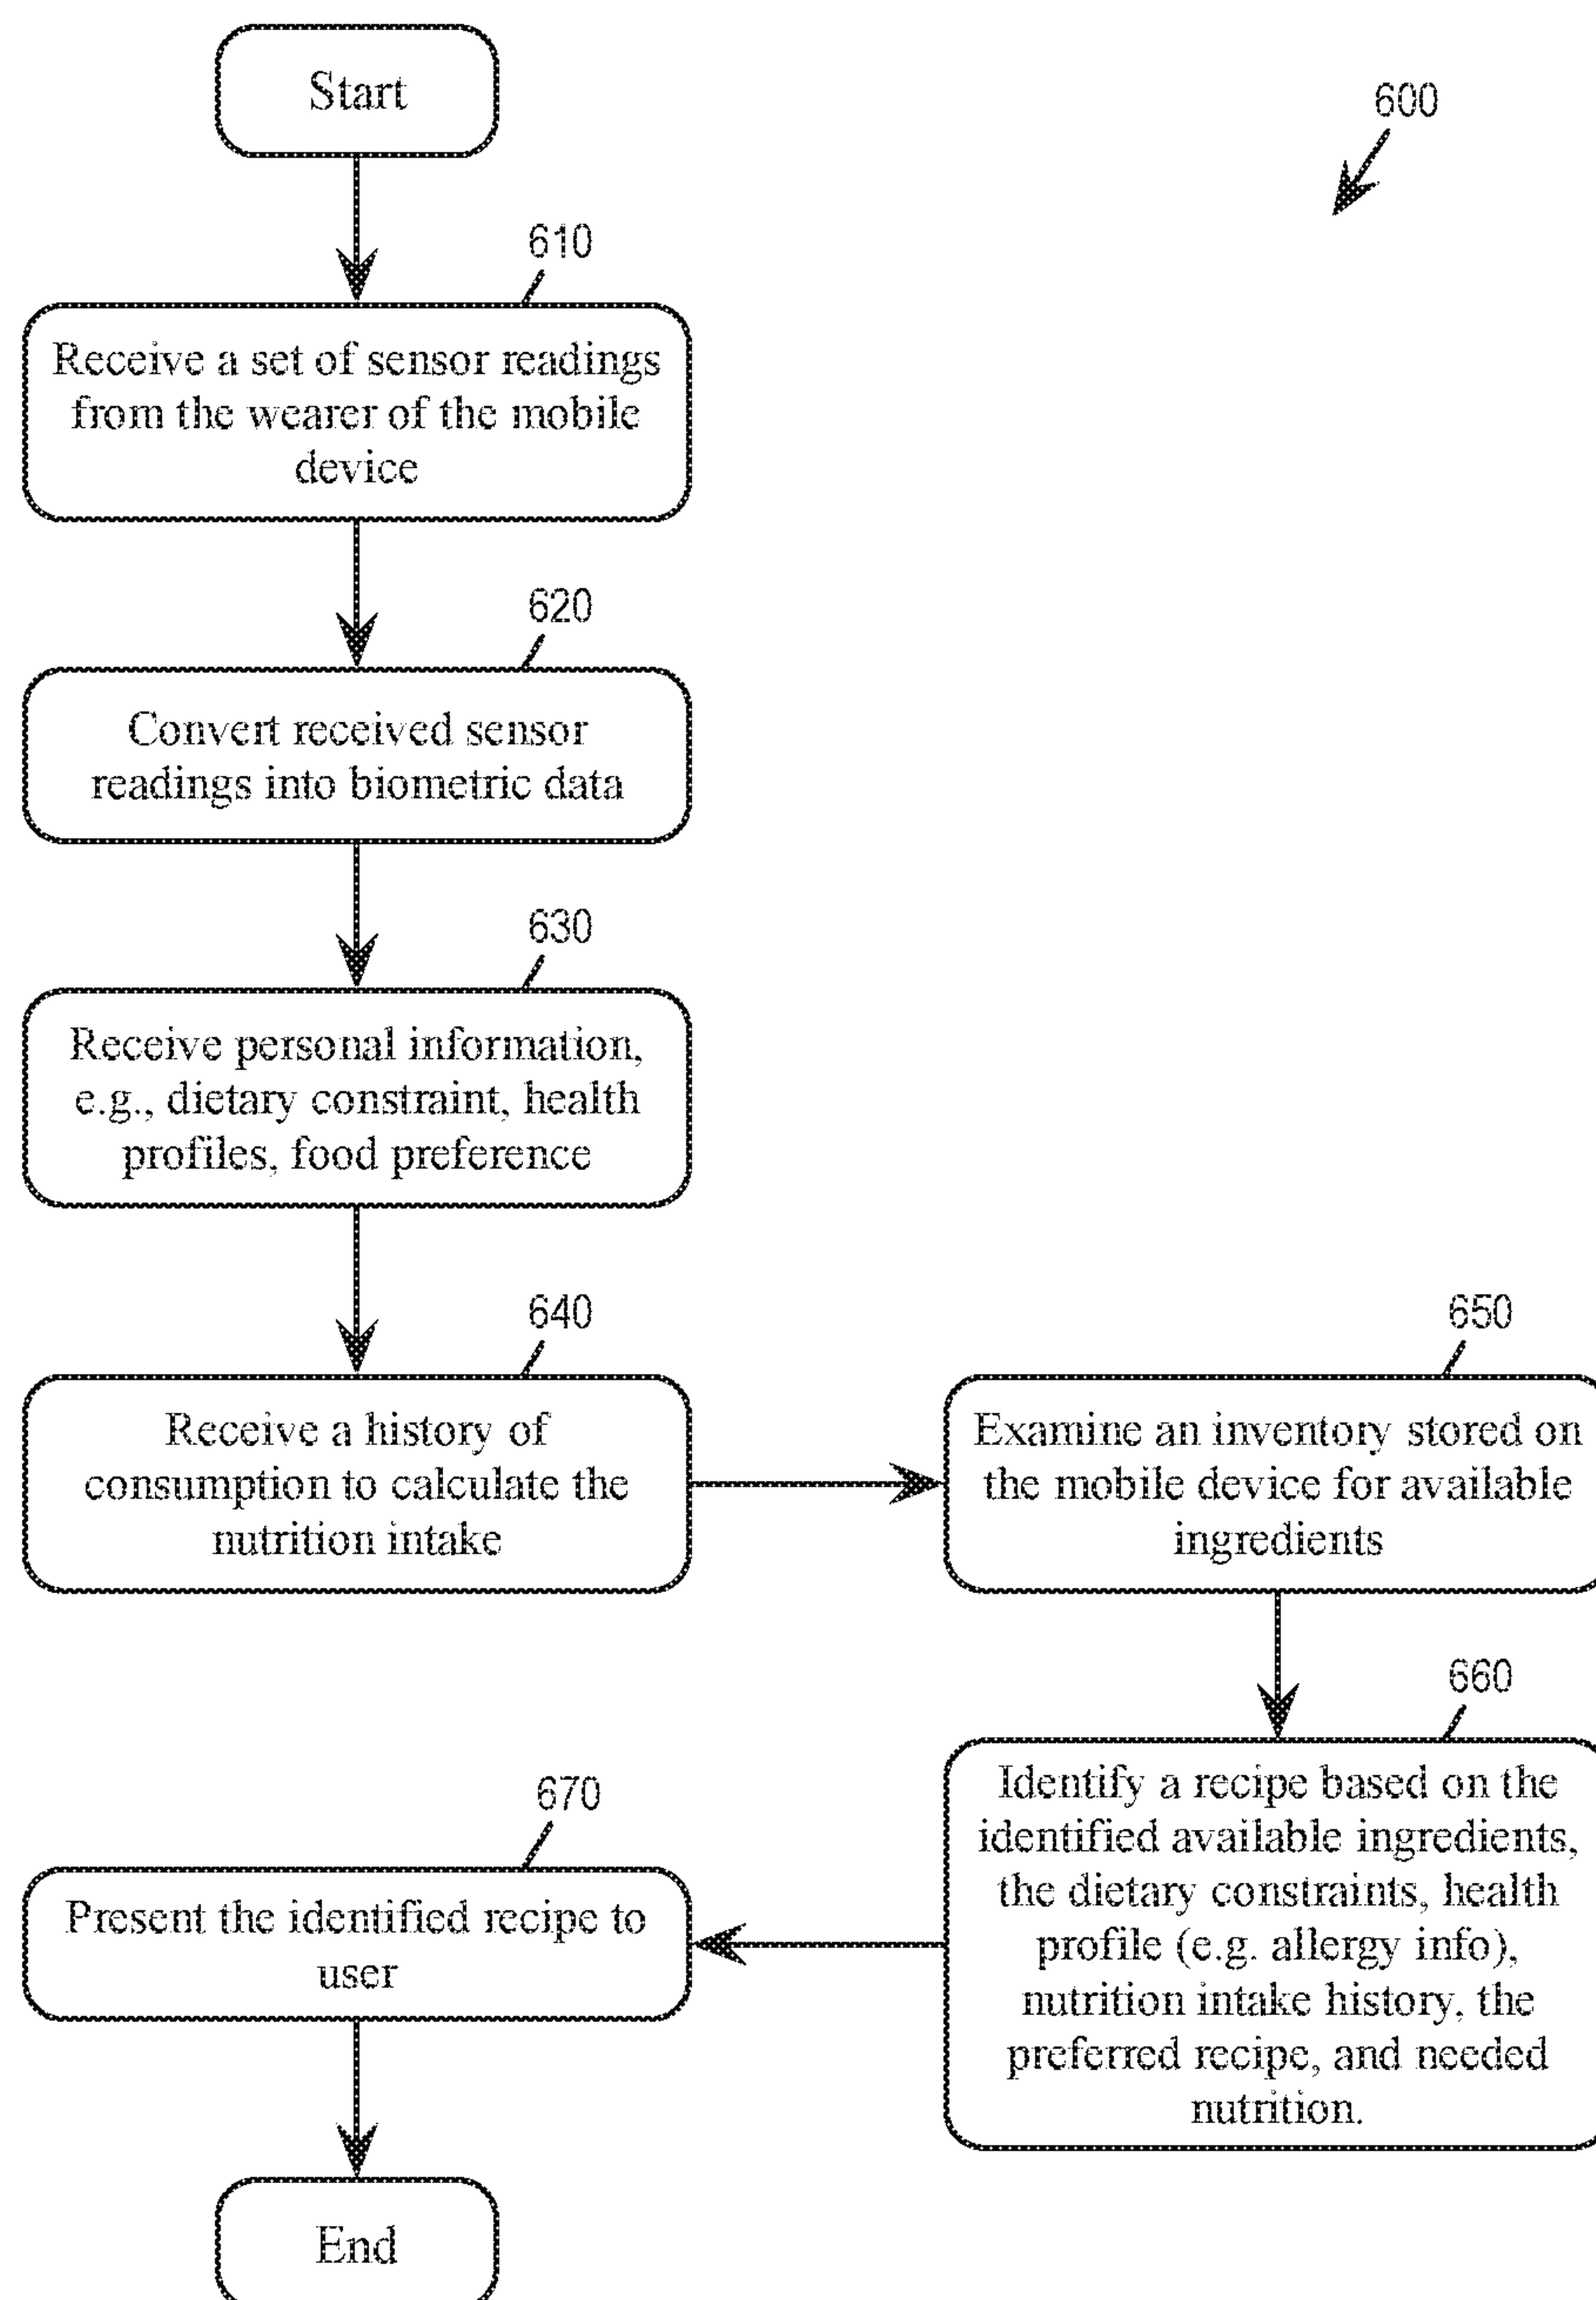 Start
600
610
Receive a set of sensor readings
from the wearer of the mobile
device
620
Convert received sensor
readings into biometric data
630
Receive personal information,
e.g., dietary constraint, health
profiles, food preference
640
Receive a history of
consumption to calculate the
nutrition intake
650
Examine an inventory stored on
the mobile device for available
ingredients
660
Identify a recipe based on the
identified available ingredients,
the dietary constraints, health
profile (e.g. allergy info),
nutrition intake history, the
preferred recipe, and needed
nutrition.
670
Present the identified recipe to
user
End